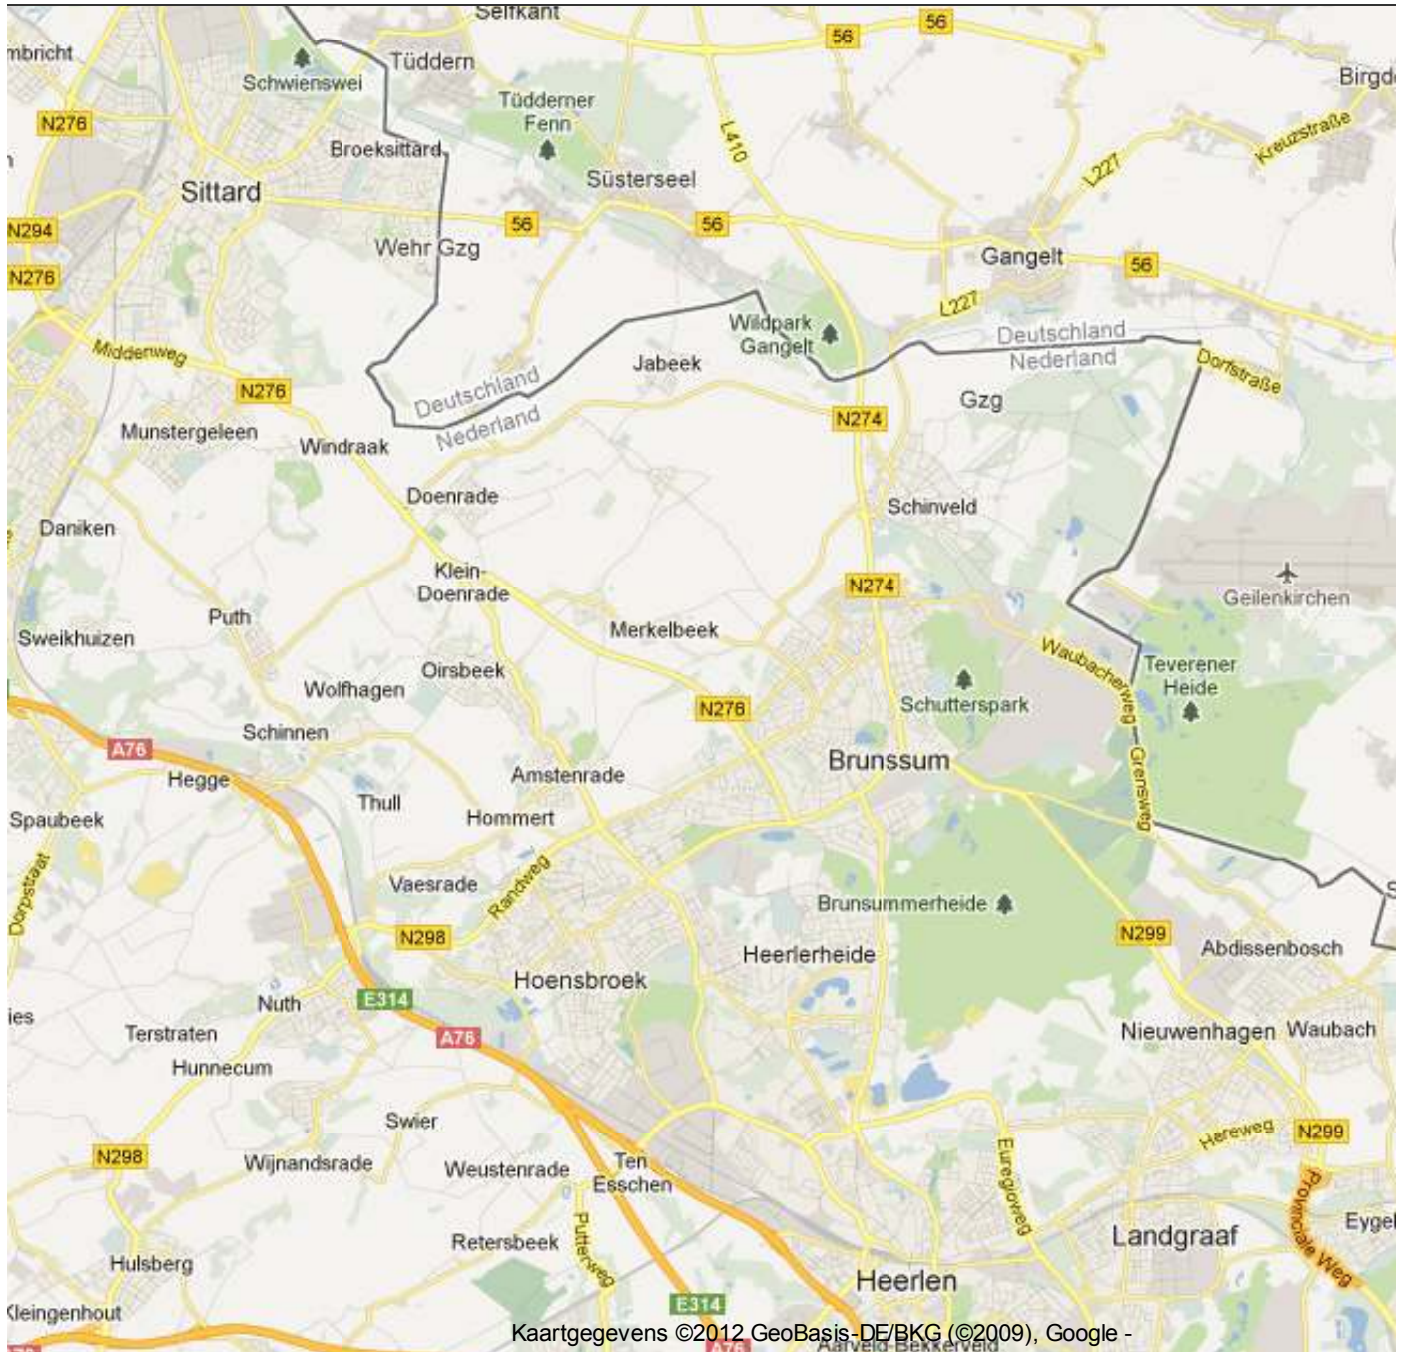 Selfkant
56
56
mbricht
Tüddern
Schwienswei
Birgd
Tüdderner
Fenn
N276
L410
Kreuzstraße
Broeksittard
Süsterseel
L227
Sittard
56
56
N294
Wehr Gzg
Gangelt
56
N276
L227
Wildpark
Gangelt
Deutschland
Nederland
Middenweg
Jabeek
Dorfstraße
N276
Deutschland
Nederland
Gzg
N274
Munstergeleen
Windraak
Doenrade
Schinveld
Daniken
Klein-
Doenrade
N274
Geilenkirchen
Puth
Merkelbeek
Sweikhuizen
Oirsbeek
Waubacherweg
Teverener
Heide
Wolfhagen
Schutterspark
N276
Schinnen
A76
Brunssum
Grensweg
Hegge
Amstenrade
Thull
Hommert
Spaubeek
Dorpstraat
Vaesrade
Randweg
Brunsummerheide
N298
N299
Abdissenbosch
Heerlerheide
Hoensbroek
Nuth
E314
ies
Terstraten
A76
Nieuwenhagen
Waubach
Hunnecum
Swier
Hereweg
N299
N298
Wijnandsrade
Weustenrade
Ten
Esschen
Euregioweg
Provinciale Weg
Putterweg
Retersbeek
Landgraaf
Eygel
Hulsberg
Heerlen
E314
Kleingenhout
Kaartgegevens ©2012 GeoBasis-DE/BKG (©2009), Google -
A76
Aarveld-Bekkerveld